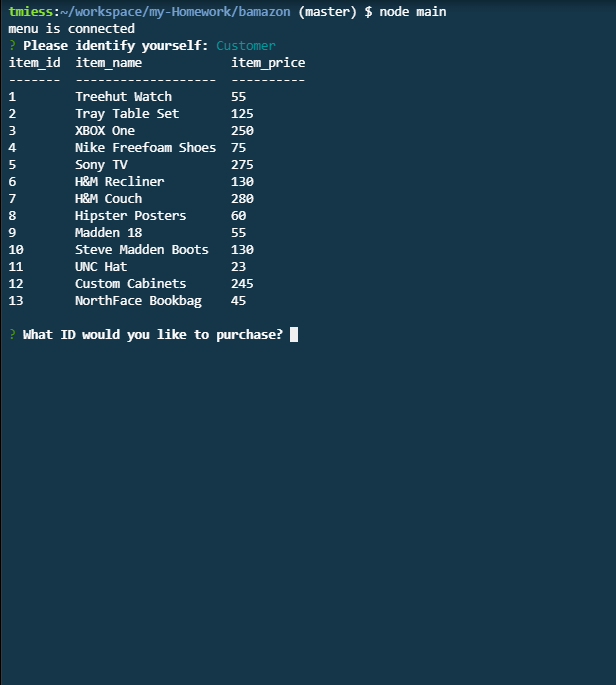 tmiess:~/workspace/my-Homework/bamazon (master) $ node main
menu is connected
? Please identify yourself: Customer
item_id  item_name            item_price
-------  -------------------  ----------
1        Treehut Watch        55
2        Tray Table Set       125
3        XBOX One             250
4        Nike Freefoam Shoes  75
5        Sony TV              275
6        H&M Recliner         130
7        H&M Couch            280
8        Hipster Posters      60
9        Madden 18            55
10       Steve Madden Boots   130
11       UNC Hat              23
12       Custom Cabinets      245
13       NorthFace Bookbag    45
? What ID would you like to purchase?